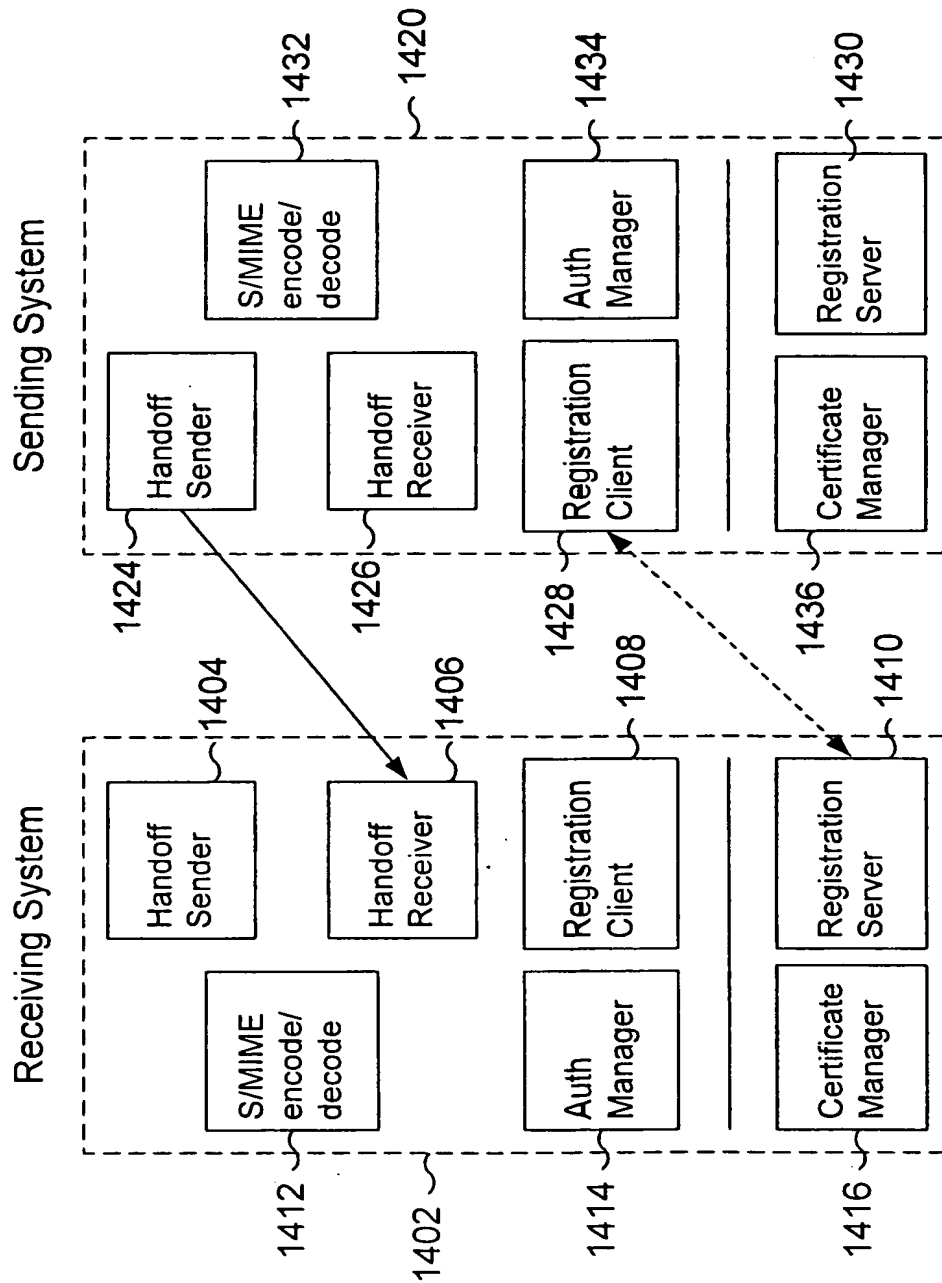 Receiving System
S/MIME
encode/
decode
1412
1402
Handoff
Sender
1404
Handoff
Receiver
1406
Auth
Manager
1414
Registration
Client
1408
Certificate
Manager
1416
Registration
Server
1410
Sending System
Handoff
Sender
1424
S/MIME
encode/
decode
1432
1420
Handoff
Receiver
1426
Registration
Client
1428
Auth
Manager
1434
Certificate
Manager
1436
Registration
Server
1430